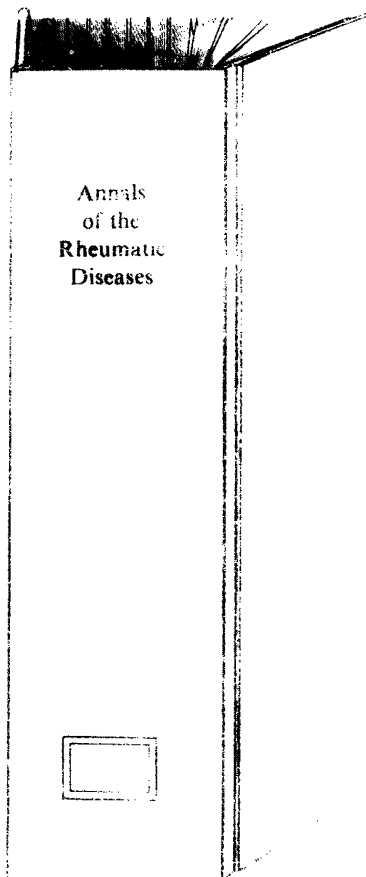 Annals
of the
Rheumatic
Diseases